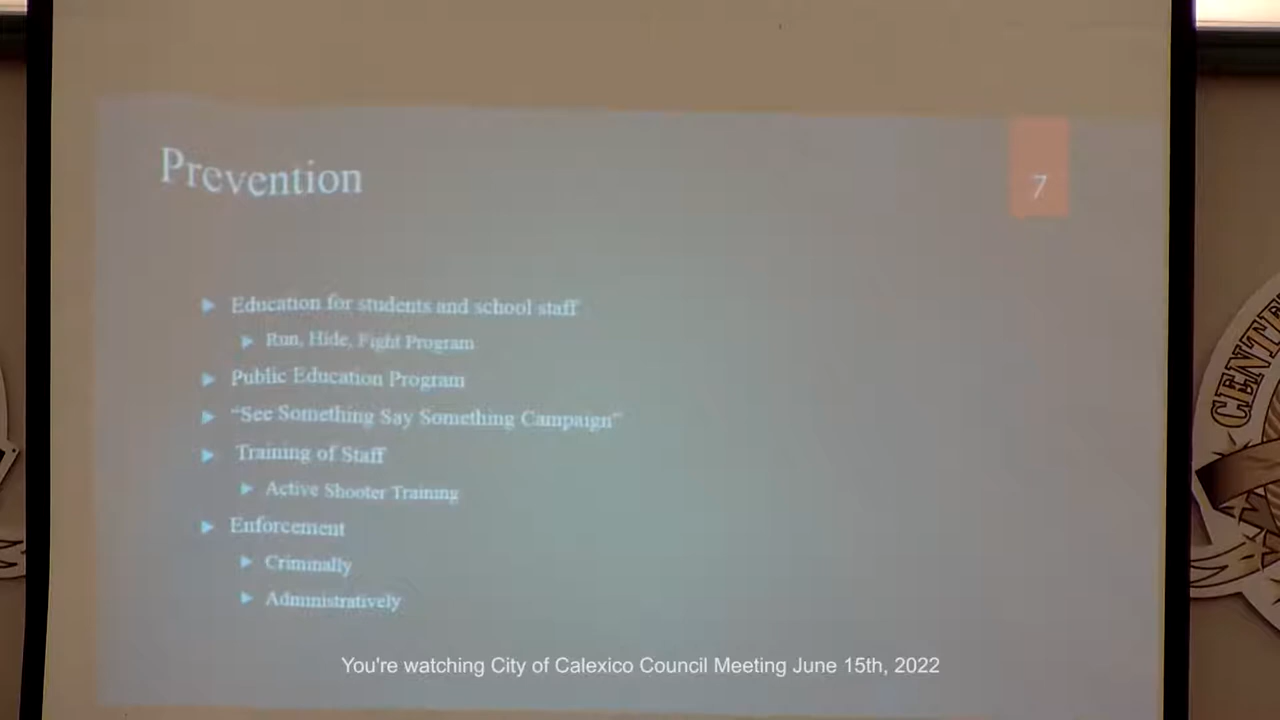 Prevention
7
Education for students and school staff
Run, Hide, Fight Program
Public Education Program
“See Something Say Something Campaign”
Training of Staff
Active Shooter Training
Enforcement
Criminally
Administratively
CENTE
You're watching City of Calexico Council Meeting June 15th, 2022